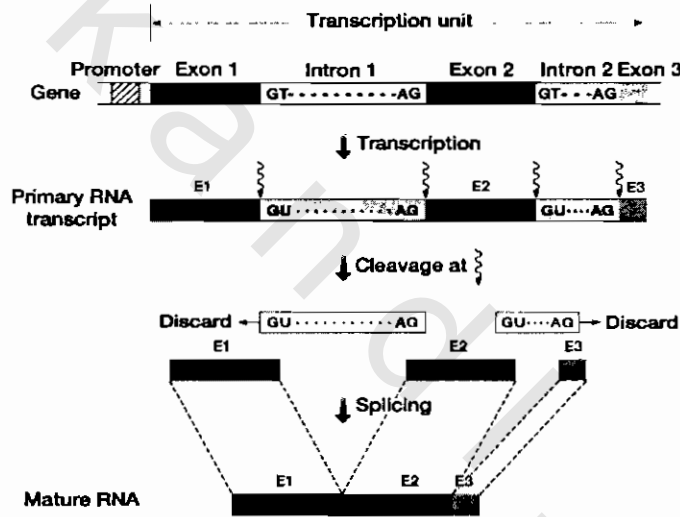 Transcription unit
Promoter Exon 1 Intron 1 Exon 2 Intron 2 Exon 3
Gene GT AG GT AG
Transcription
E1 E2 E3
Primary RNA
transcript
GU AG GU AG
Cleavage at
Discard GU AG GU AG Discard
E1 E2 E3
Splicing
E1 E2 E3
Mature RNA